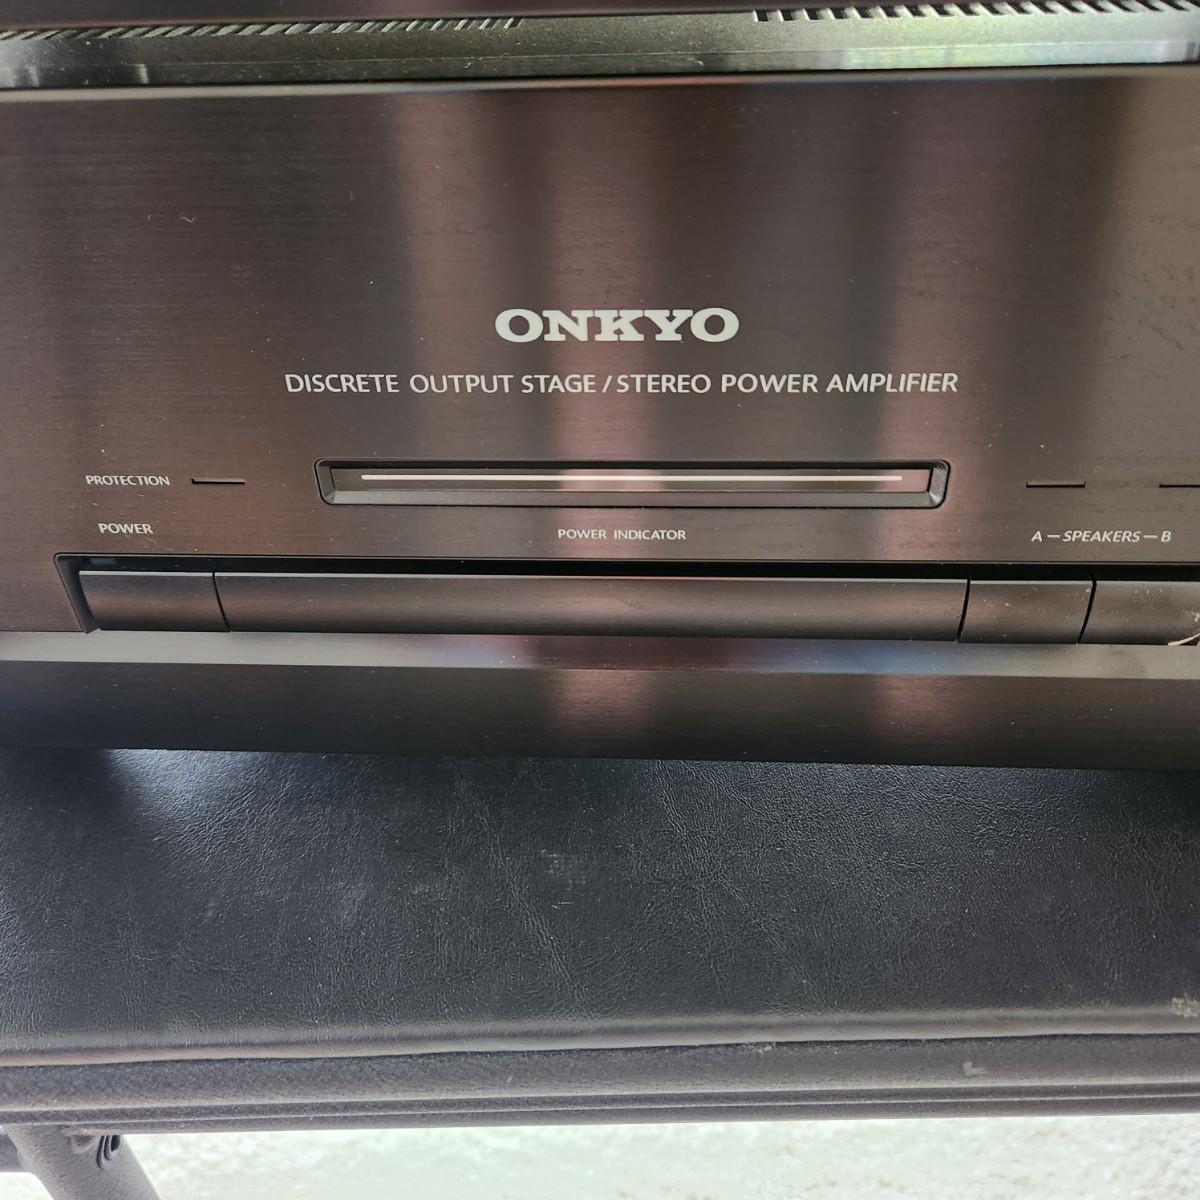 ONKYO
DISCRETE OUTPUT STAGE / STEREO POWER AMPLIFIER
PROTECTION
POWER
POWER INDICATOR
A — SPEAKERS — B